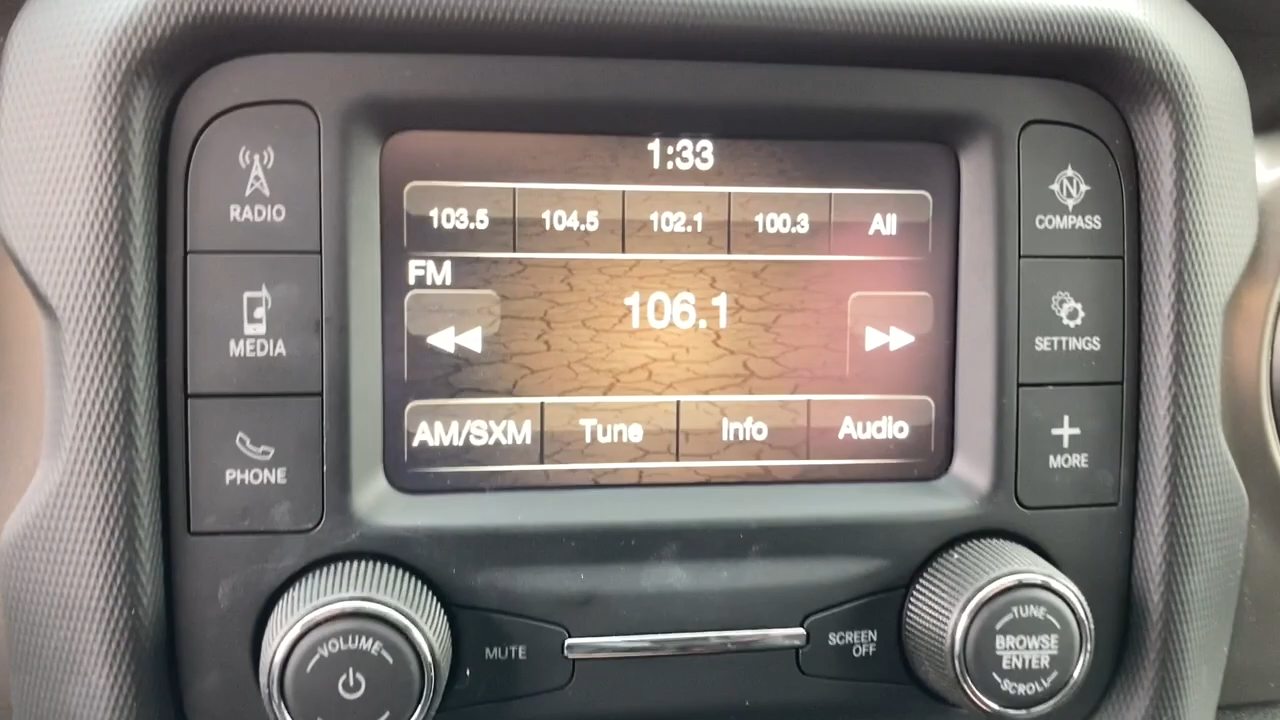 1:33
103.5 104.5 102.1 100.3 All
FM
106.1
AM/SXM Tune Info Audio
RADIO
MEDIA
PHONE
N
COMPASS
SETTINGS
MORE
VOLUME
MUTE
SCREEN
OFF
TUNE
BROWSE
ENTER
SCROLL